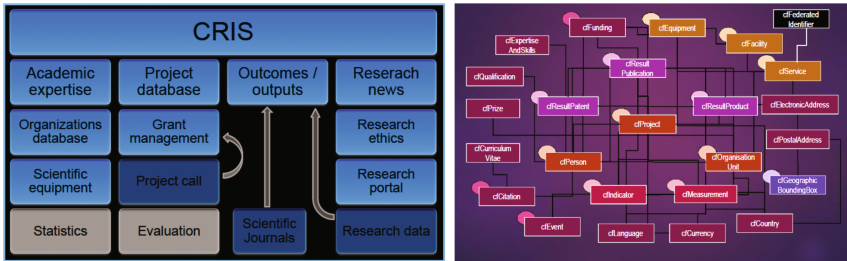 CRIS
Academic
expertise
Project
database
Outcomes /
outputs
Reserach
news
Organizations
database
Grant
management
Research
ethics
Scientific
equipment
Project call
Research
portal
Statistics
Evaluation
Scientific
Journals
Research data
cfFunding
cfEquipment
cfFederated
Identifier
cfExpertise
AndSkills
cfFacility
cfQualification
cfResult
Publication
cfService
cfPrize
cfResultPatent
cfResultProduct
cfElectronicAddress
cfProject
cfPostalAddress
cfCurriculum
Vitae
cfPerson
cfOrganisation
Unit
cfGeographic
BoundingBox
cfCitation
cfIndicator
cfMeasurement
cfEvent
cfLanguage
cfCurrency
cfCountry